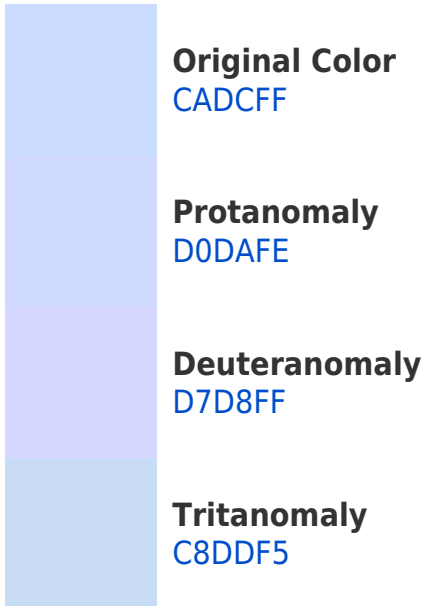 Original Color
CADCFF
Protanomaly
D0DAFE
Deuteranomaly
D7D8FF
Tritanomaly
C8DDF5